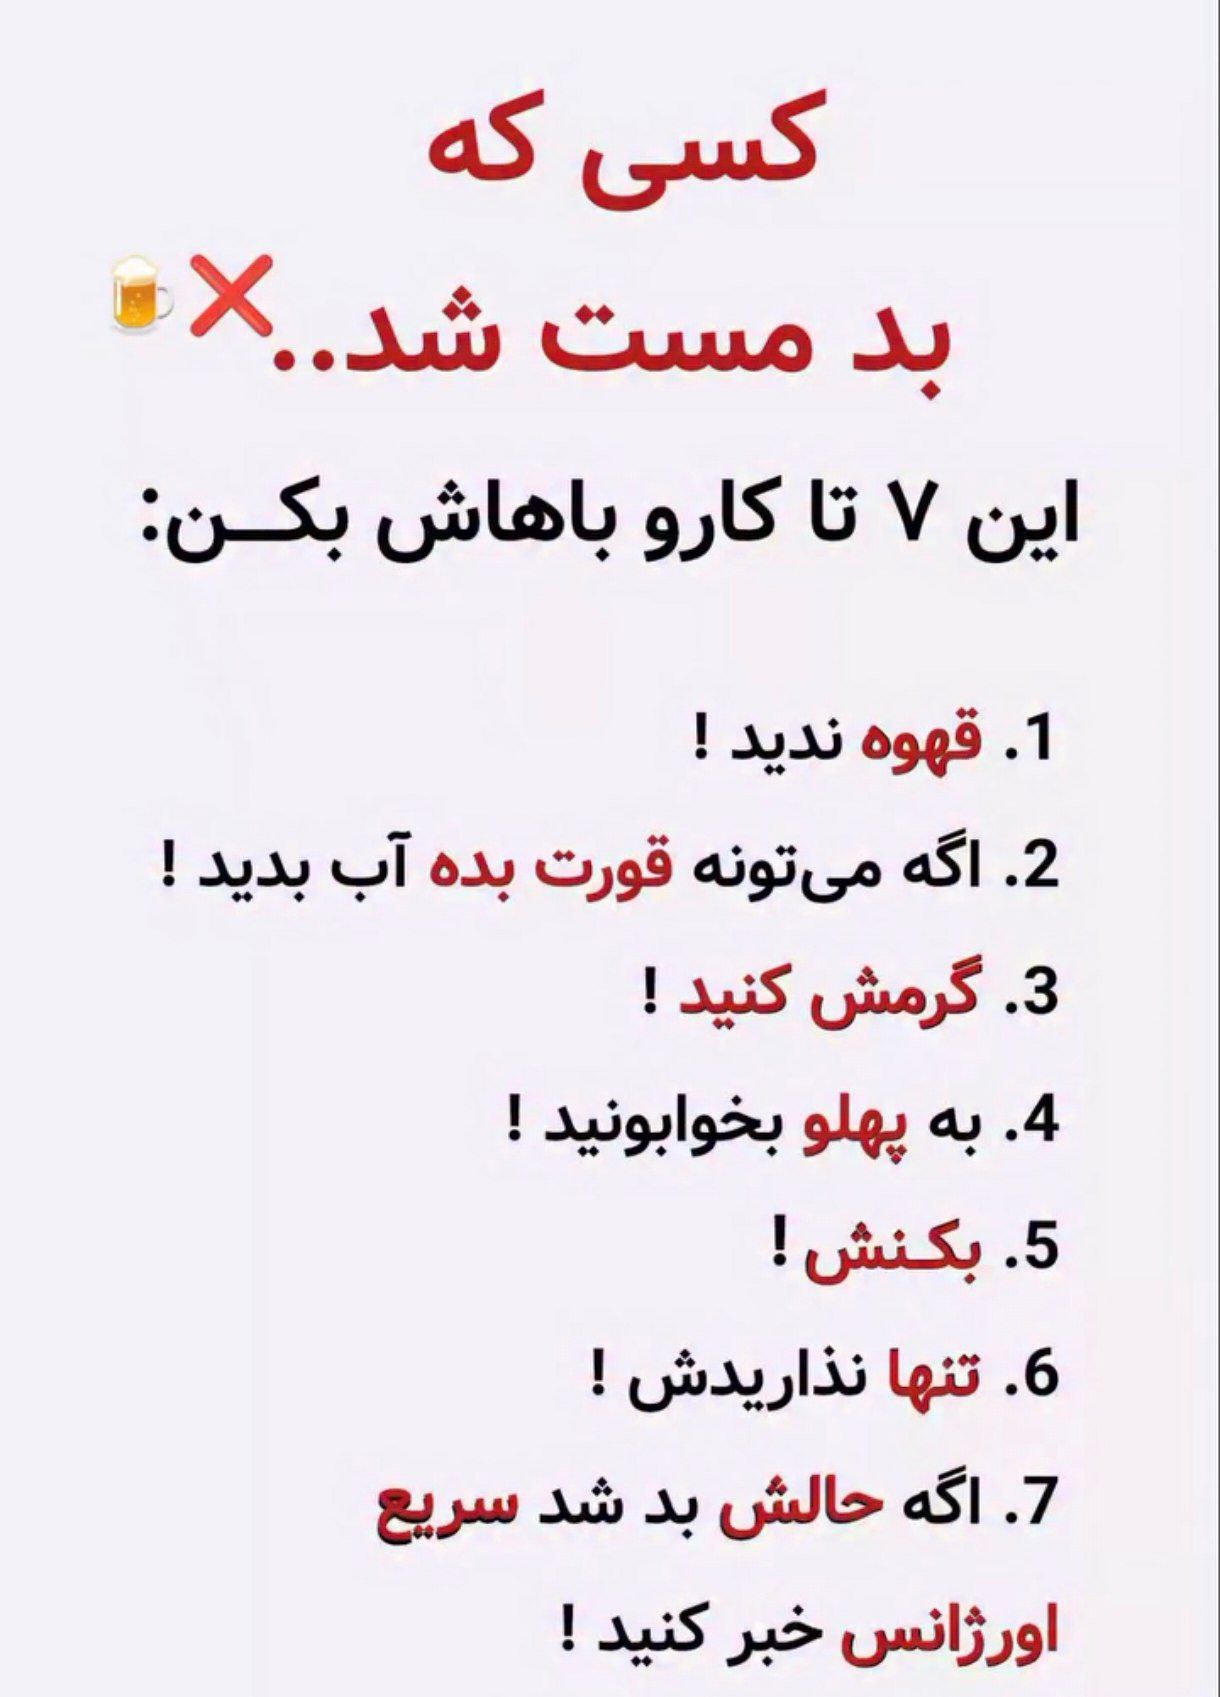 کسی که
بد مست شد..❌🍺
این ۷ تا کارو باهاش بکــن:
1. قهوه ندید !
2. اگه می‌تونه قورت بده آب بدید !
3. گرمش کنید !
4. به پهلو بخوابونید !
5. بکـنش !
6. تنها نذاریدش !
7. اگه حالش بد شد سریع
اورژانس خبر کنید !